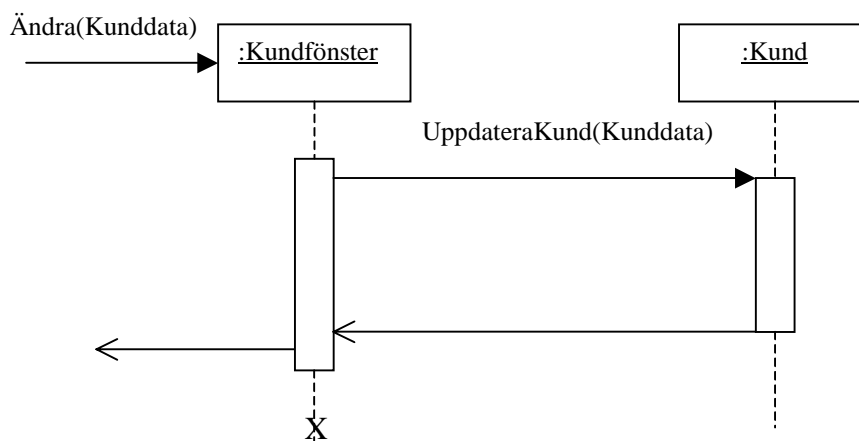 Ändra(Kunddata)
:Kundfönster
:Kund
UppdateraKund(Kunddata)
X